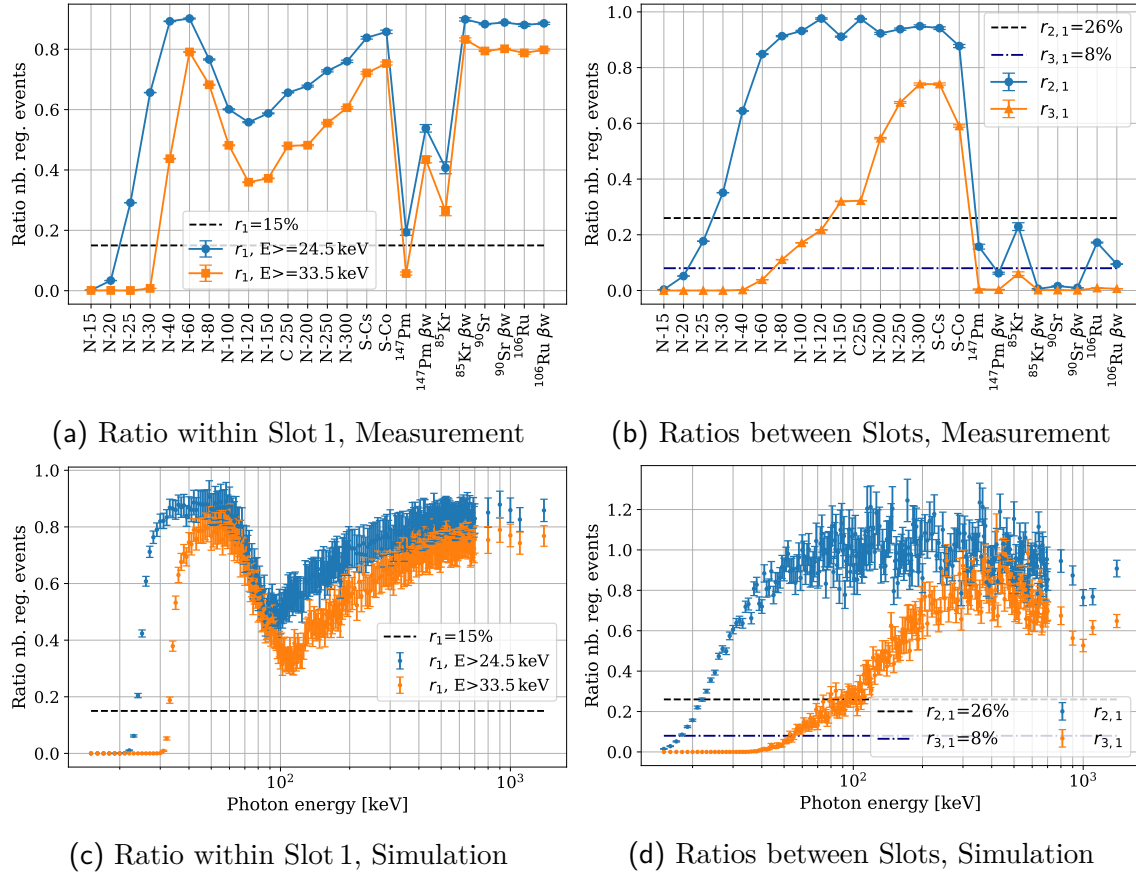 Ratio nb. reg. events
0.0
0.2
0.4
0.6
0.8
r1=15%
r1, E>=24.5 keV
r1, E>=33.5 keV
N-15
N-20
N-25
N-30
N-40
N-60
N-80
N-100
N-120
N-150
C 250
N-200
N-250
N-300
S-Cs
S-Co
147Pm
147Pm βw
85Kr
85Kr βw
90Sr
90Sr βw
106Ru
106Ru βw
(a) Ratio within Slot 1, Measurement
Ratio nb. reg. events
0.0
0.2
0.4
0.6
0.8
1.0
r2,1=26%
r3,1=8%
r2,1
r3,1
N-15
N-20
N-25
N-30
N-40
N-60
N-80
N-100
N-120
N-150
C250
N-200
N-250
N-300
S-Cs
S-Co
147Pm
147Pm βw
85Kr
85Kr βw
90Sr
90Sr βw
106Ru
106Ru βw
(b) Ratios between Slots, Measurement
Ratio nb. reg. events
0.0
0.2
0.4
0.6
0.8
1.0
r1=15%
r1, E>24.5 keV
r1, E>33.5 keV
10²
10³
Photon energy [keV]
(c) Ratio within Slot 1, Simulation
Ratio nb. reg. events
0.0
0.2
0.4
0.6
0.8
1.0
1.2
r2,1=26%
r3,1=8%
r2,1
r3,1
10²
10³
Photon energy [keV]
(d) Ratios between Slots, Simulation